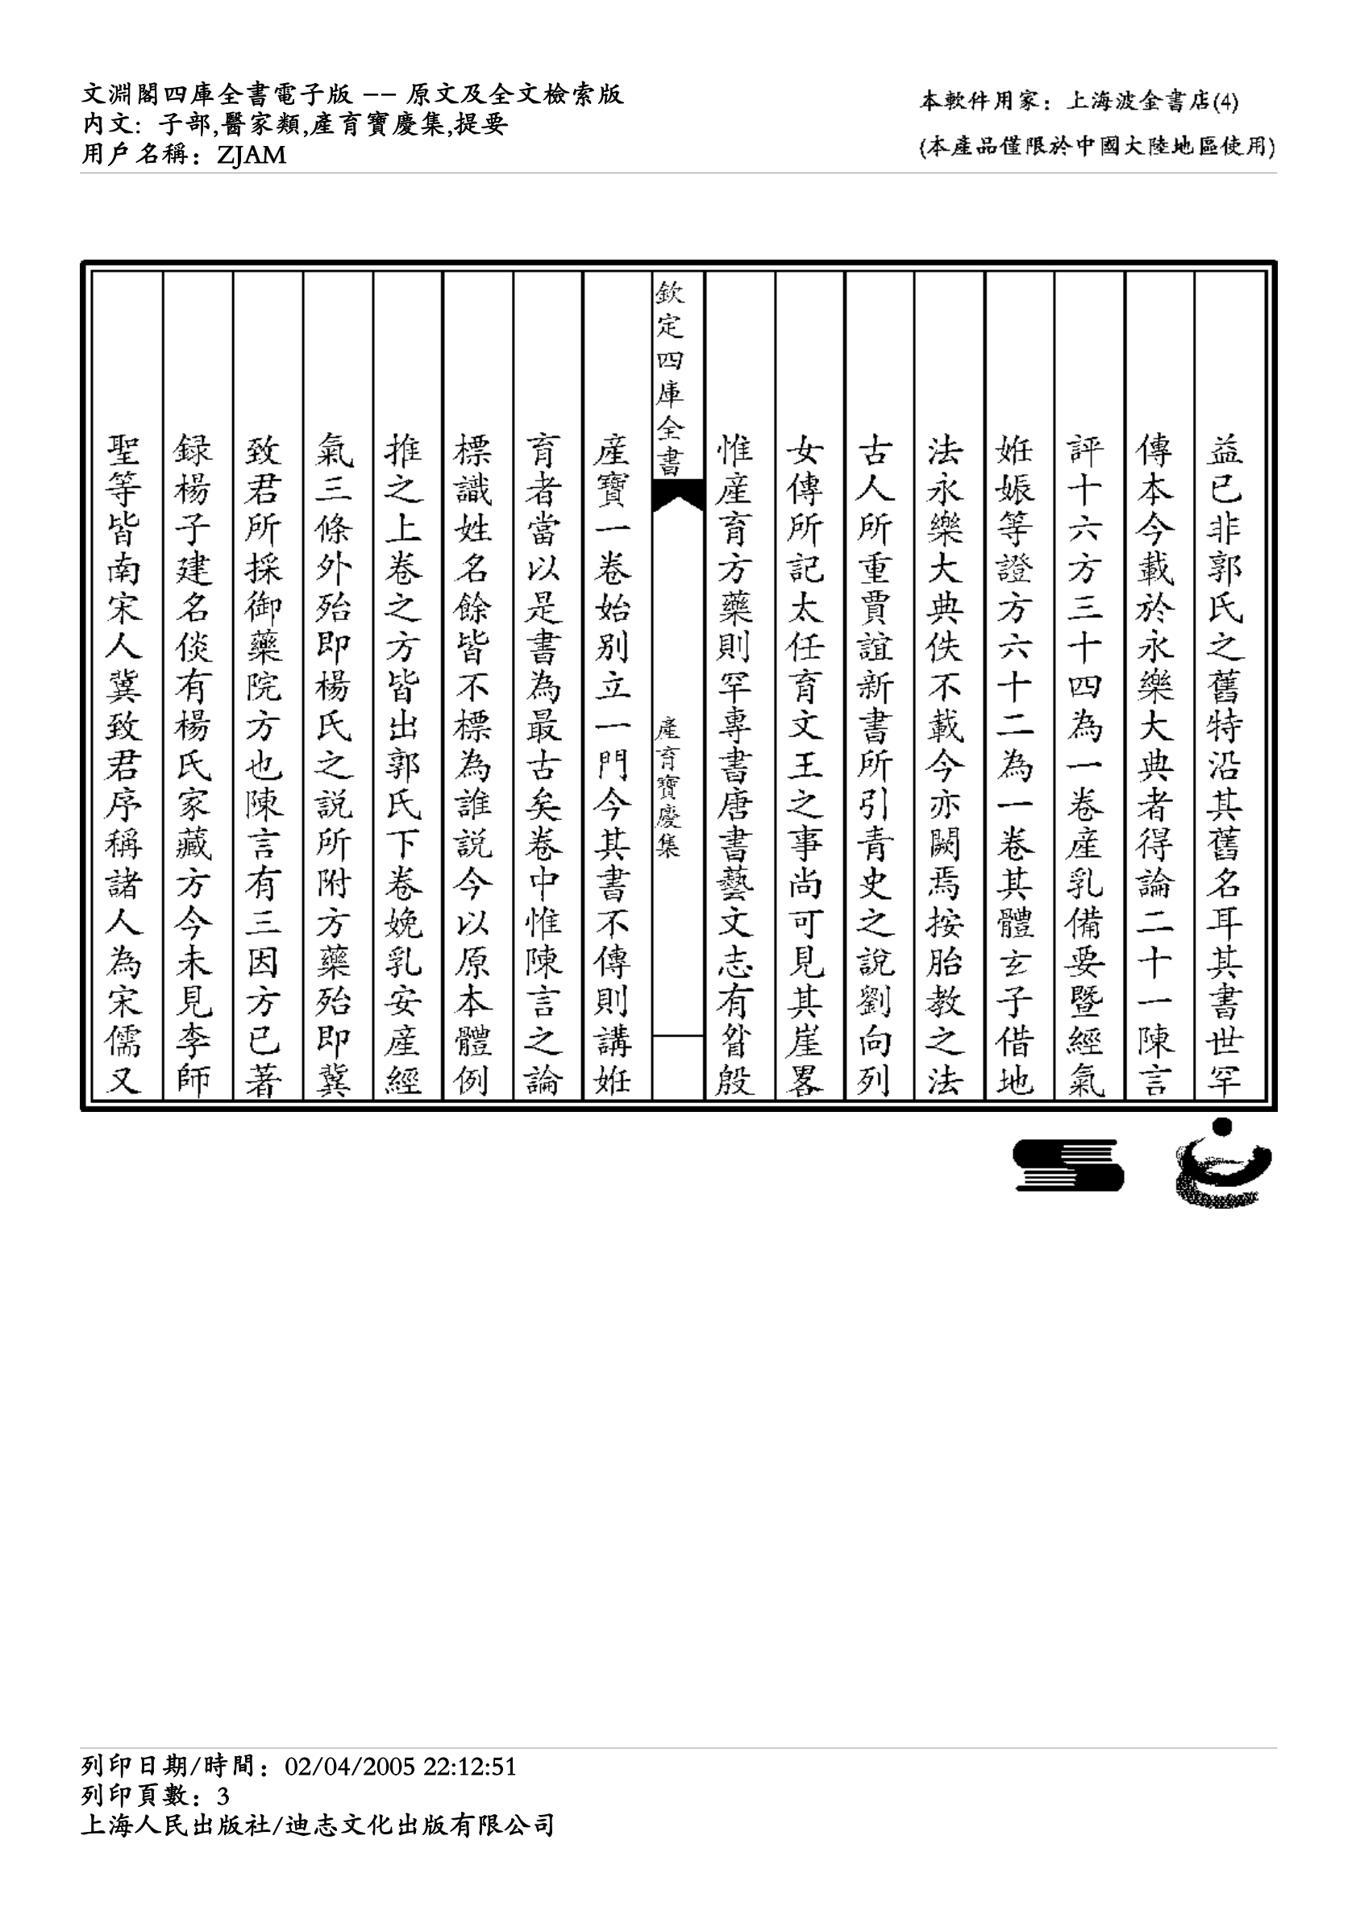 文淵閣四庫全書電子版 -- 原文及全文檢索版
內文: 子部,醫家類,產育寶慶集,提要
用戶名稱: ZJAM
本軟件用家: 上海波金書店(4)
(本產品僅限於中國大陸地區使用)
益已非郭氏之舊特沿其舊名耳其書世罕
傳本今載於永樂大典者得論二十一陳言
評十六方三十四為一卷產乳備要暨經氣
妊娠等證方六十二為一卷其體玄子借地
法永樂大典佚不載今亦闕焉按胎教之法
古人所重賈誼新書所引青史之說劉向列
女傳所記太任育文王之事尚可見其崖畧
惟產育方藥則罕專書唐書藝文志有昝殷
欽定四庫全書
產育寶慶集
產寶一卷始别立一門今其書不傳則講妊
育者當以是書為最古矣卷中惟陳言之論
標識姓名餘皆不標為誰説今以原本體例
推之上卷之方皆出郭氏下卷娩乳安產經
氣三條外殆即楊氏之説所附方藥殆即冀
致君所採御藥院方也陳言有三因方已著
録楊子建名倓有楊氏家藏方今未見李師
聖等皆南宋人冀致君序稱諸人為宋儒又
列印日期/時間: 02/04/2005 22:12:51
列印頁數: 3
上海人民出版社/迪志文化出版有限公司